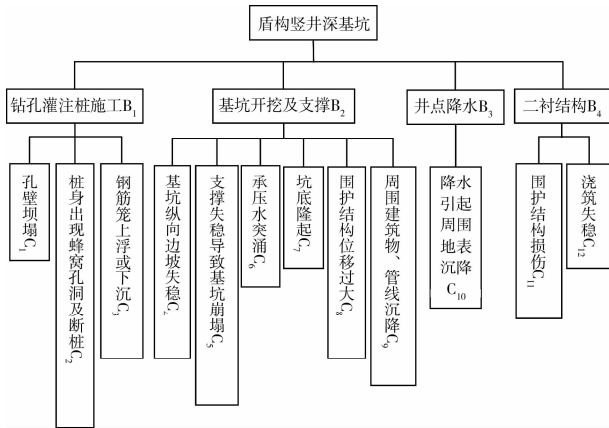 盾构竖井深基坑
钻孔灌注桩施工B₁
基坑开挖及支撑B₂
井点降水B₃
二衬结构B₄
孔壁坝塌C₁
桩身出现蜂窝孔洞及断桩C₂
钢筋笼上浮或下沉C₃
基坑纵向边坡失稳C₄
支撑失稳导致基坑崩塌C₅
承压水突涌C₆
坑底隆起C₇
围护结构位移过大C₈
周围建筑物、管线沉降C₉
降水
引起
周围
地表
沉降
C₁₀
围护结构损伤C₁₁
浇筑失稳C₁₂